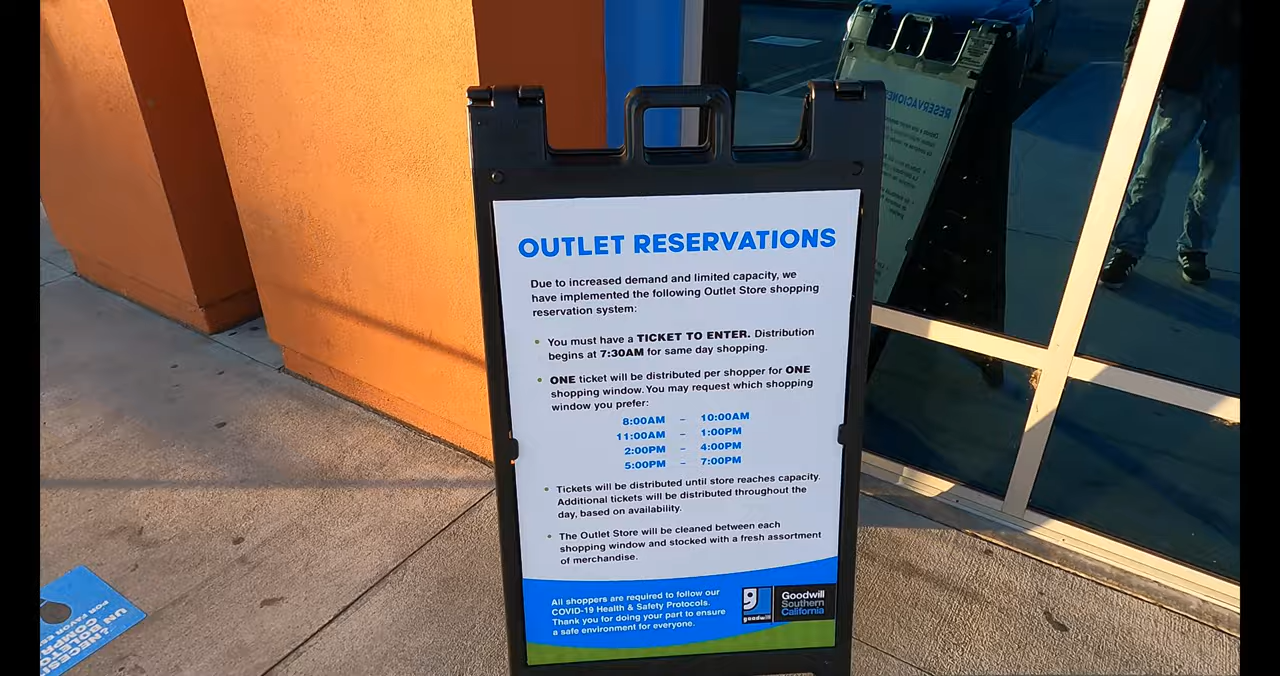 OUTLET RESERVATIONS
Due to increased demand and limited capacity, we
have implemented the following Outlet Store shopping
reservation system:
• You must have a TICKET TO ENTER. Distribution
begins at 7:30AM for same day shopping.
• ONE ticket will be distributed per shopper for ONE
shopping window. You may request which shopping
window you prefer:
8:00AM – 10:00AM
11:00AM – 1:00PM
2:00PM – 4:00PM
5:00PM – 7:00PM
• Tickets will be distributed until store reaches capacity.
Additional tickets will be distributed throughout the
day, based on availability.
• The Outlet Store will be cleaned between each
shopping window and stocked with a fresh assortment
of merchandise.
All shoppers are required to follow our
COVID-19 Health & Safety Protocols.
Thank you for doing your part to ensure
a safe environment for everyone.
g
goodwill
Goodwill
Southern
California
RESERVACIONES
UN BOLETO
POR FAVOR